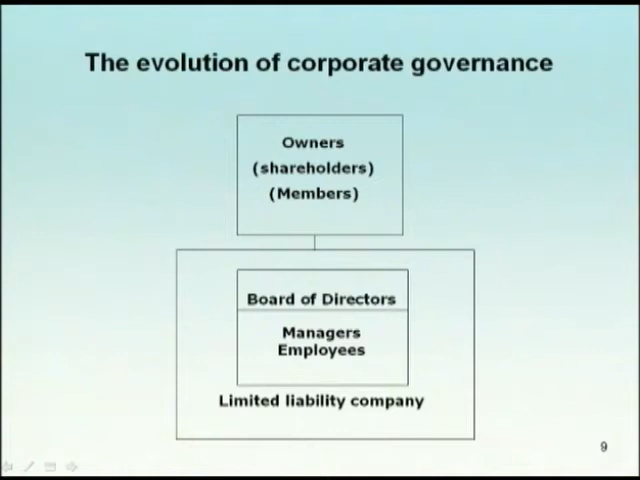 The evolution of corporate governance
Owners
(shareholders)
(Members)
Board of Directors
Managers
Employees
Limited liability company
9